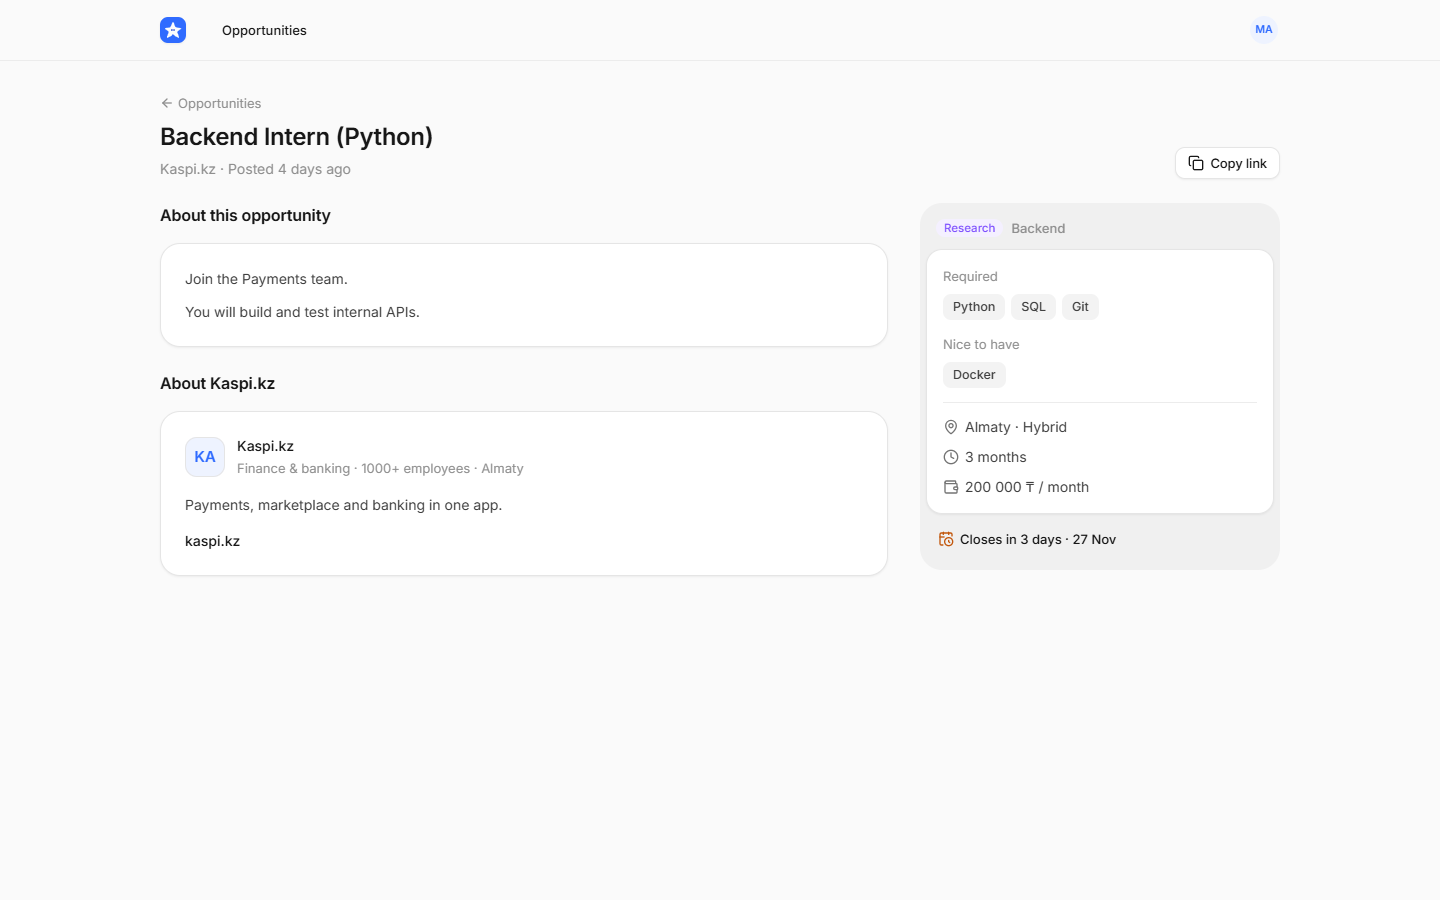 Opportunities
MA
Opportunities
Backend Intern (Python)
Kaspi.kz · Posted 4 days ago
Copy link
About this opportunity
Join the Payments team.
You will build and test internal APIs.
About Kaspi.kz
KA
Kaspi.kz
Finance & banking · 1000+ employees · Almaty
Payments, marketplace and banking in one app.
kaspi.kz
Research Backend
Required
Python SQL Git
Nice to have
Docker
Almaty · Hybrid
3 months
200 000 ₸ / month
Closes in 3 days · 27 Nov